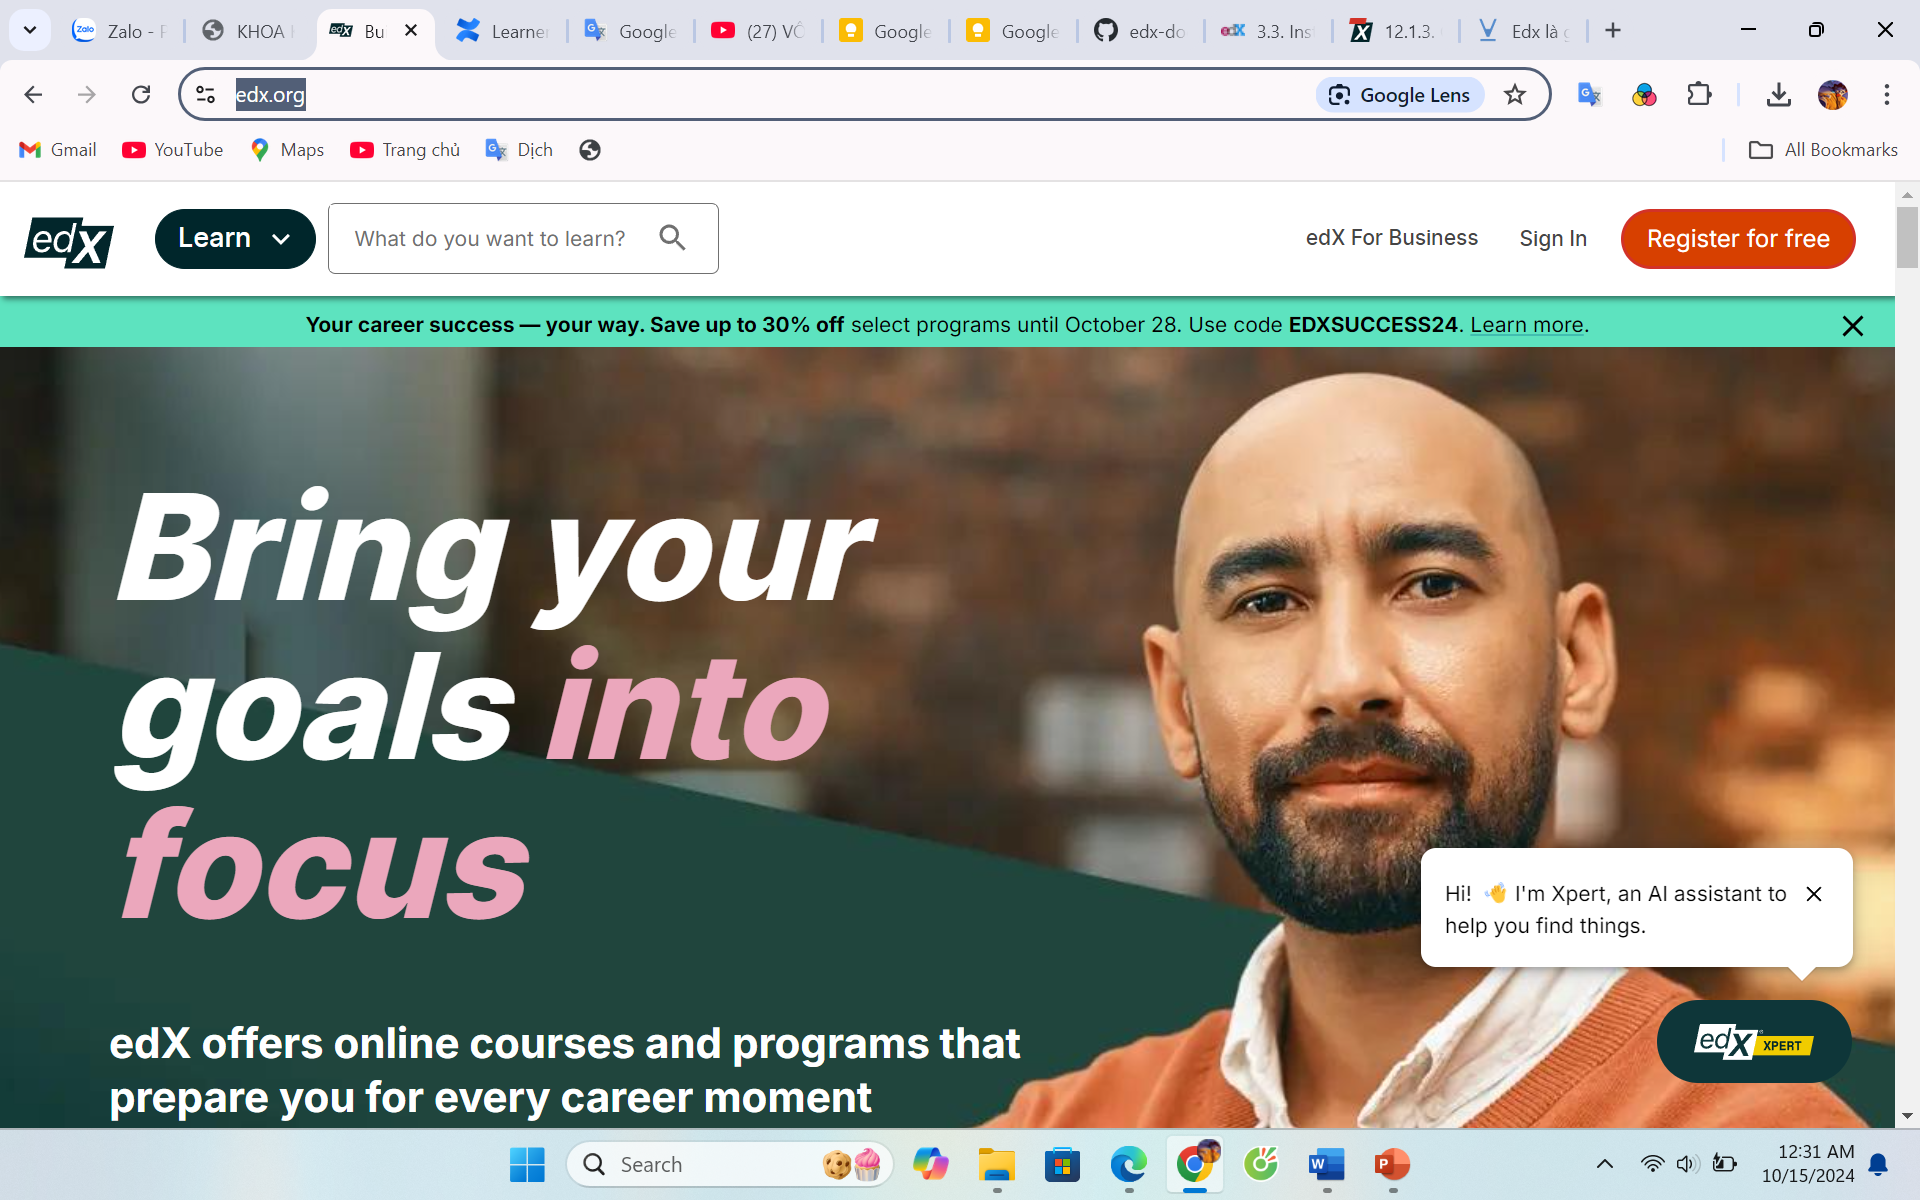 Zalo
KHOA
Bu
Learner
Google
(27) VÕ
Google
Google
edx-do
3.3. Ins
12.1.3.
Edx là g
edx.org
Google Lens
Gmail
YouTube
Maps
Trang chủ
Dịch
All Bookmarks
edX
Learn
What do you want to learn?
edX For Business
Sign In
Register for free
Your career success — your way. Save up to 30% off select programs until October 28. Use code EDXSUCCESS24. Learn more.
Bring your
goals into
focus
Hi! 👋 I'm Xpert, an AI assistant to
help you find things.
edX XPERT
edX offers online courses and programs that
prepare you for every career moment
Search
12:31 AM
10/15/2024